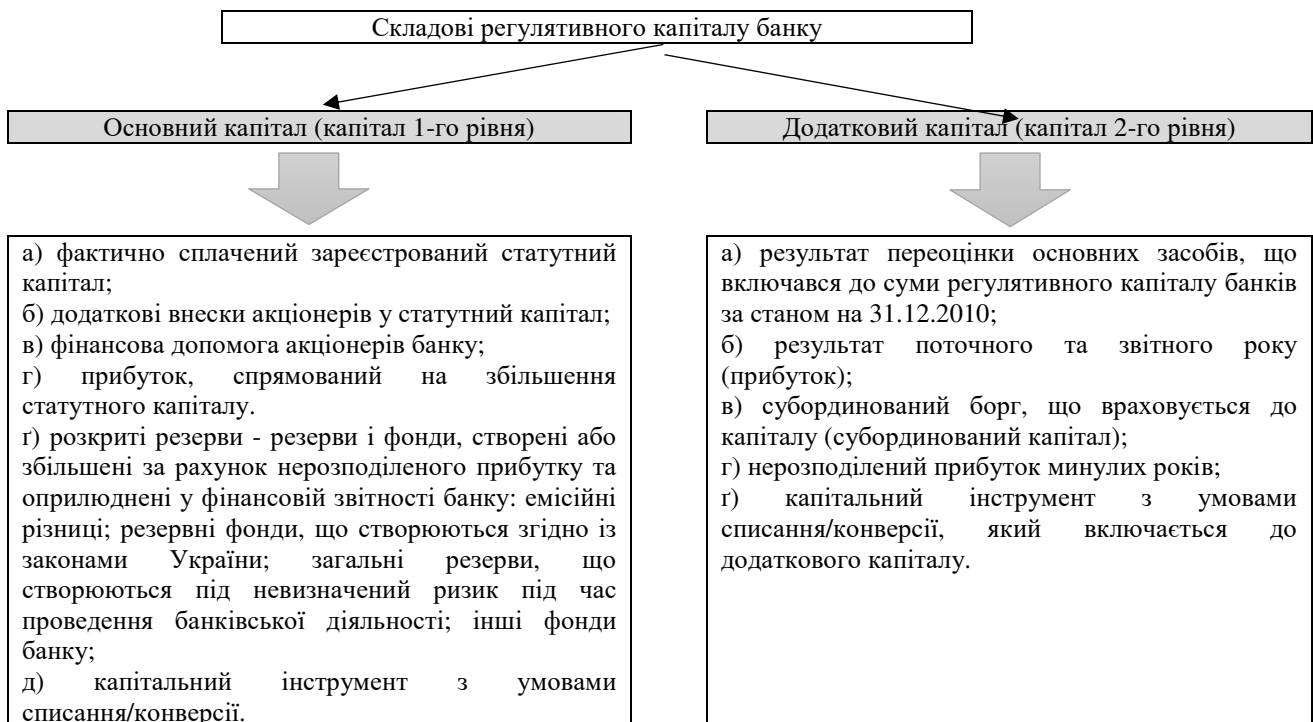 Складові регулятивного капіталу банку
Основний капітал (капітал 1-го рівня)
а) фактично сплачений зареєстрований статутний
капітал;
б) додаткові внески акціонерів у статутний капітал;
в) фінансова допомога акціонерів банку;
г) прибуток, спрямований на збільшення
статутного капіталу.
ґ) розкриті резерви - резерви і фонди, створені або
збільшені за рахунок нерозподіленого прибутку та
оприлюднені у фінансовій звітності банку: емісійні
різниці; резервні фонди, що створюються згідно із
законами України; загальні резерви, що
створюються під невизначений ризик під час
проведення банківської діяльності; інші фонди
банку;
д) капітальний інструмент з умовами
списання/конверсії.
Додатковий капітал (капітал 2-го рівня)
а) результат переоцінки основних засобів, що
включався до суми регулятивного капіталу банків
за станом на 31.12.2010;
б) результат поточного та звітного року
(прибуток);
в) субординований борг, що враховується до
капіталу (субординований капітал);
г) нерозподілений прибуток минулих років;
ґ) капітальний інструмент з умовами
списання/конверсії, який включається до
додаткового капіталу.